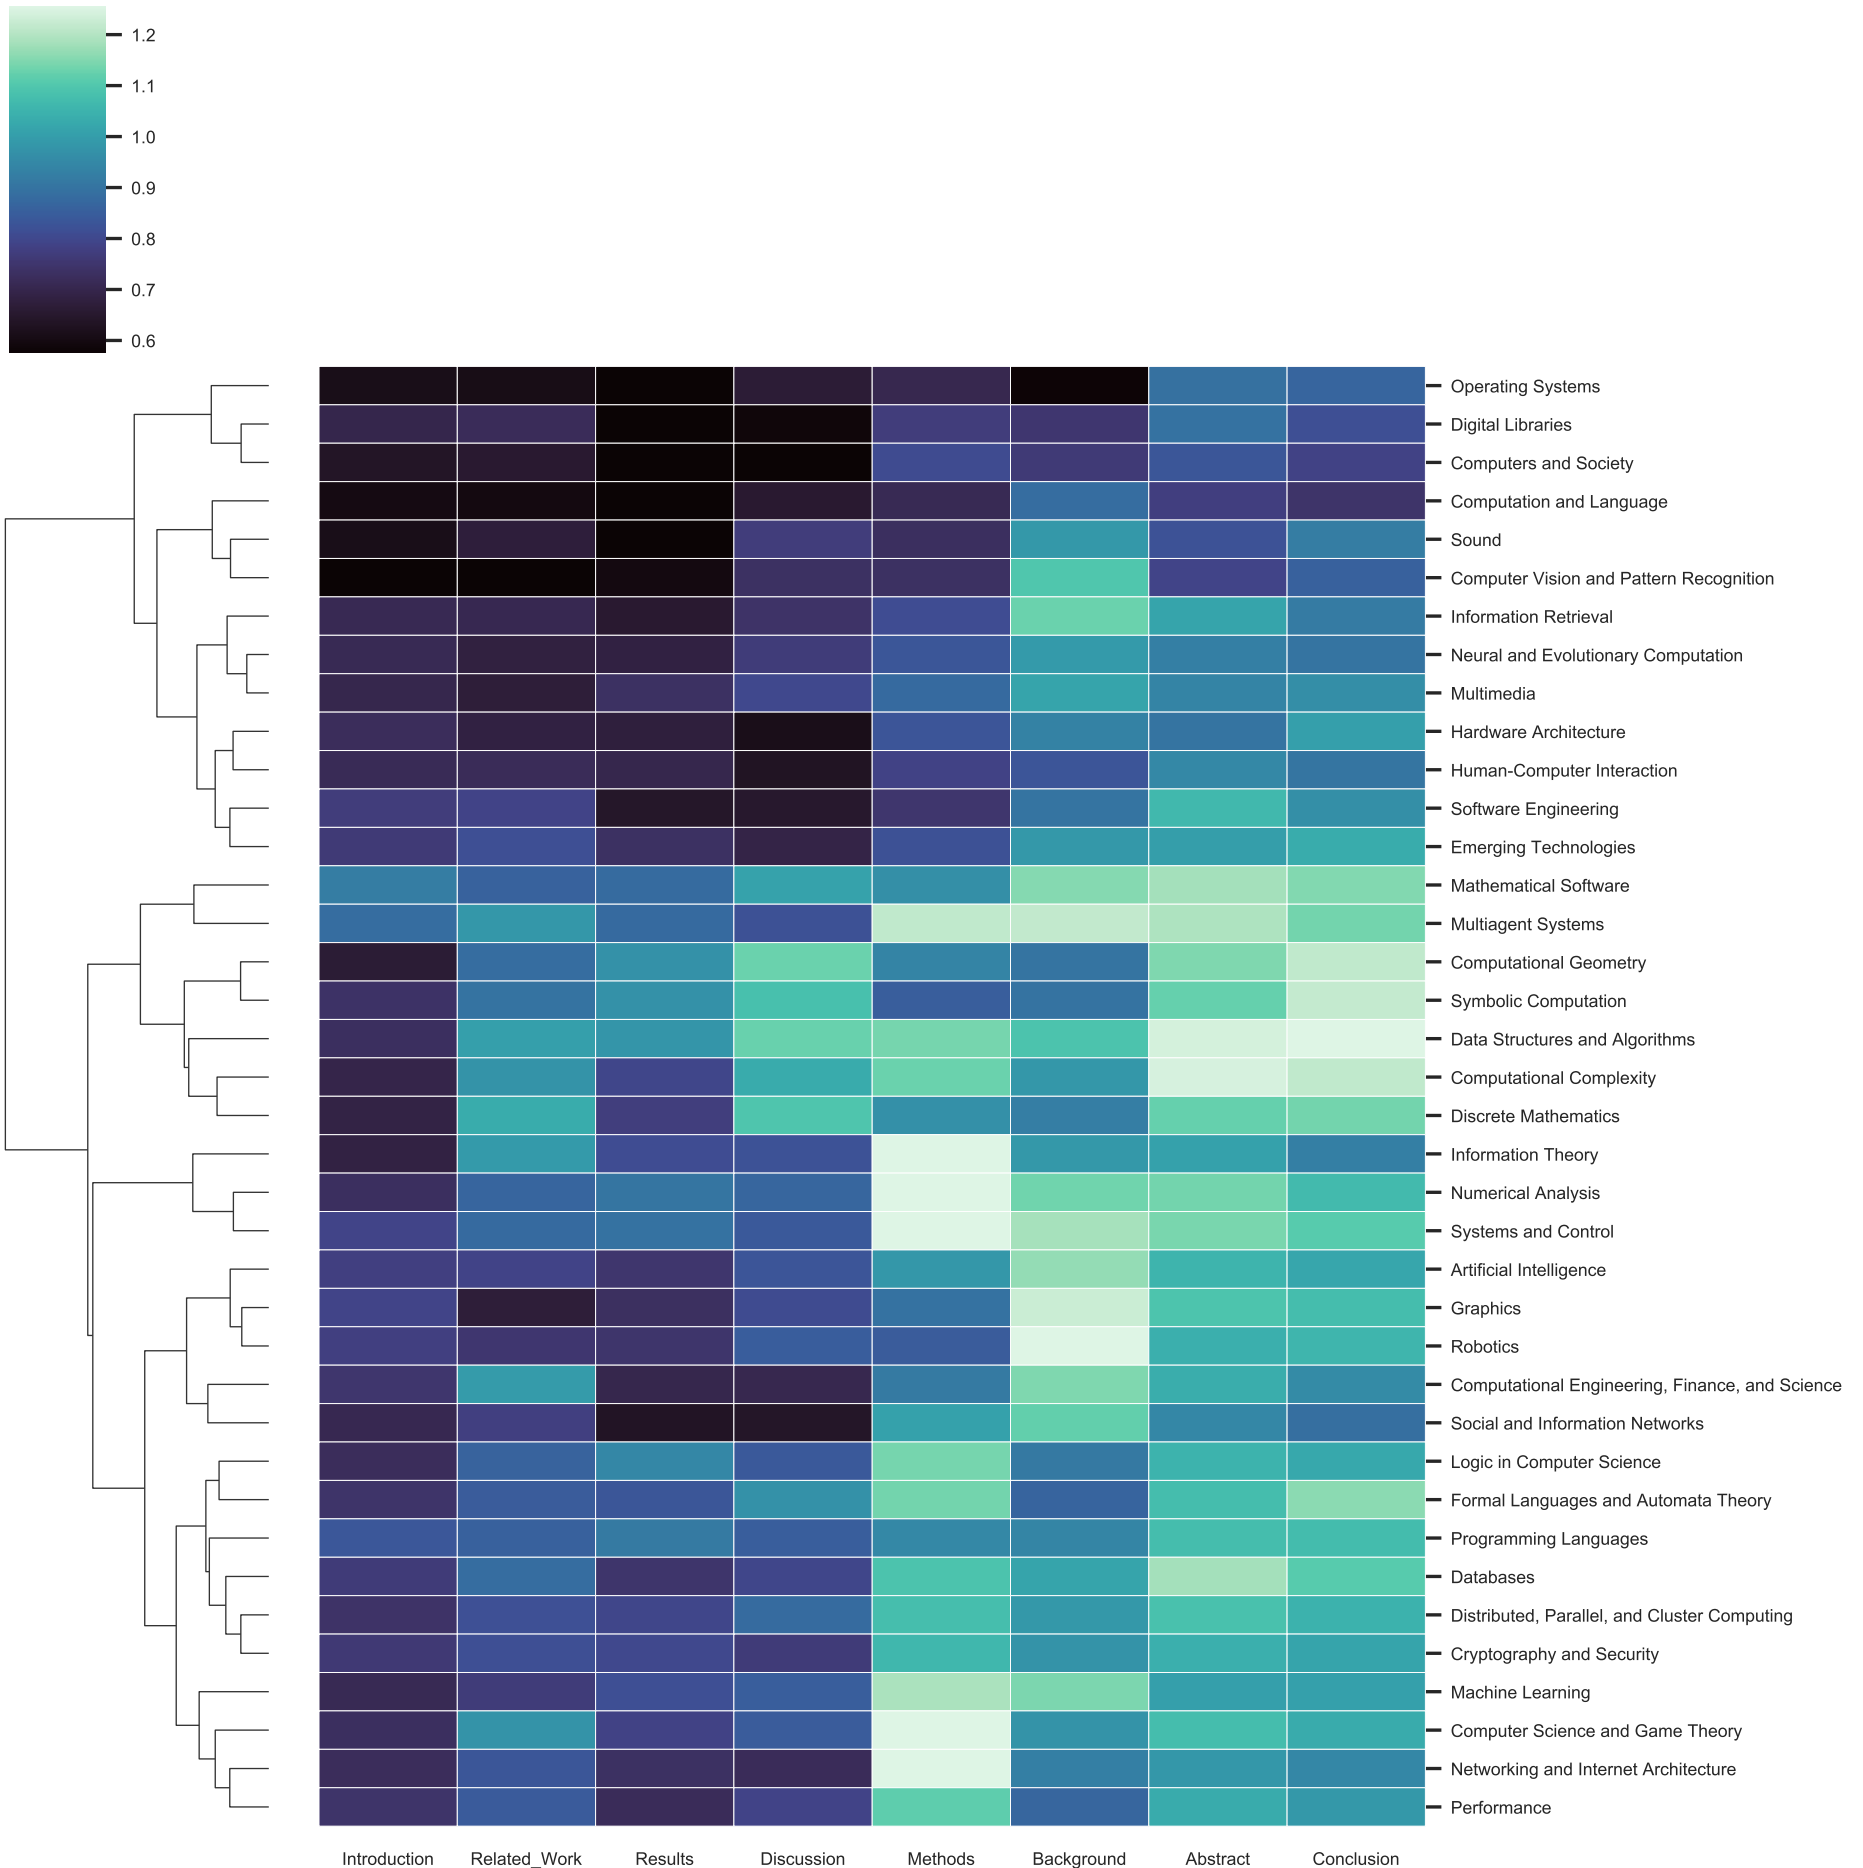 1.2
1.1
1.0
0.9
0.8
0.7
0.6
Operating Systems
Digital Libraries
Computers and Society
Computation and Language
Sound
Computer Vision and Pattern Recognition
Information Retrieval
Neural and Evolutionary Computation
Multimedia
Hardware Architecture
Human-Computer Interaction
Software Engineering
Emerging Technologies
Mathematical Software
Multiagent Systems
Computational Geometry
Symbolic Computation
Data Structures and Algorithms
Computational Complexity
Discrete Mathematics
Information Theory
Numerical Analysis
Systems and Control
Artificial Intelligence
Graphics
Robotics
Computational Engineering, Finance, and Science
Social and Information Networks
Logic in Computer Science
Formal Languages and Automata Theory
Programming Languages
Databases
Distributed, Parallel, and Cluster Computing
Cryptography and Security
Machine Learning
Computer Science and Game Theory
Networking and Internet Architecture
Performance
Introduction Related_Work Results Discussion Methods Background Abstract Conclusion